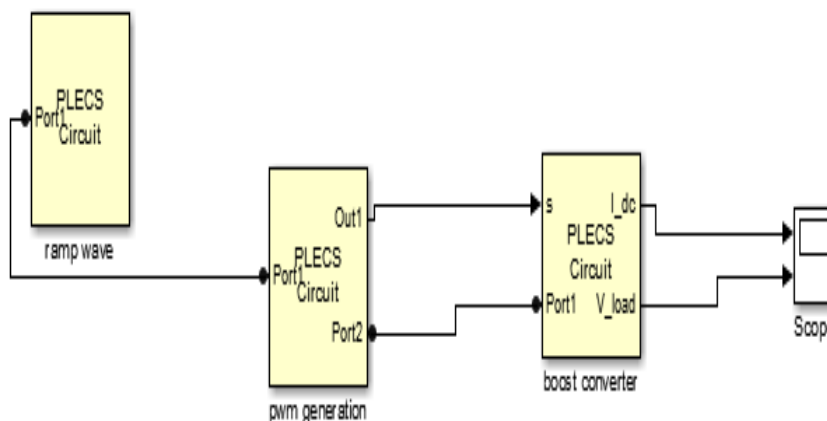 PLECS
Port1
Circuit
ramp wave
Out1
PLECS
Port1
Circuit
Port2
pwm generation
s
I_dc
PLECS
Circuit
Port1
V_load
boost converter
Scop